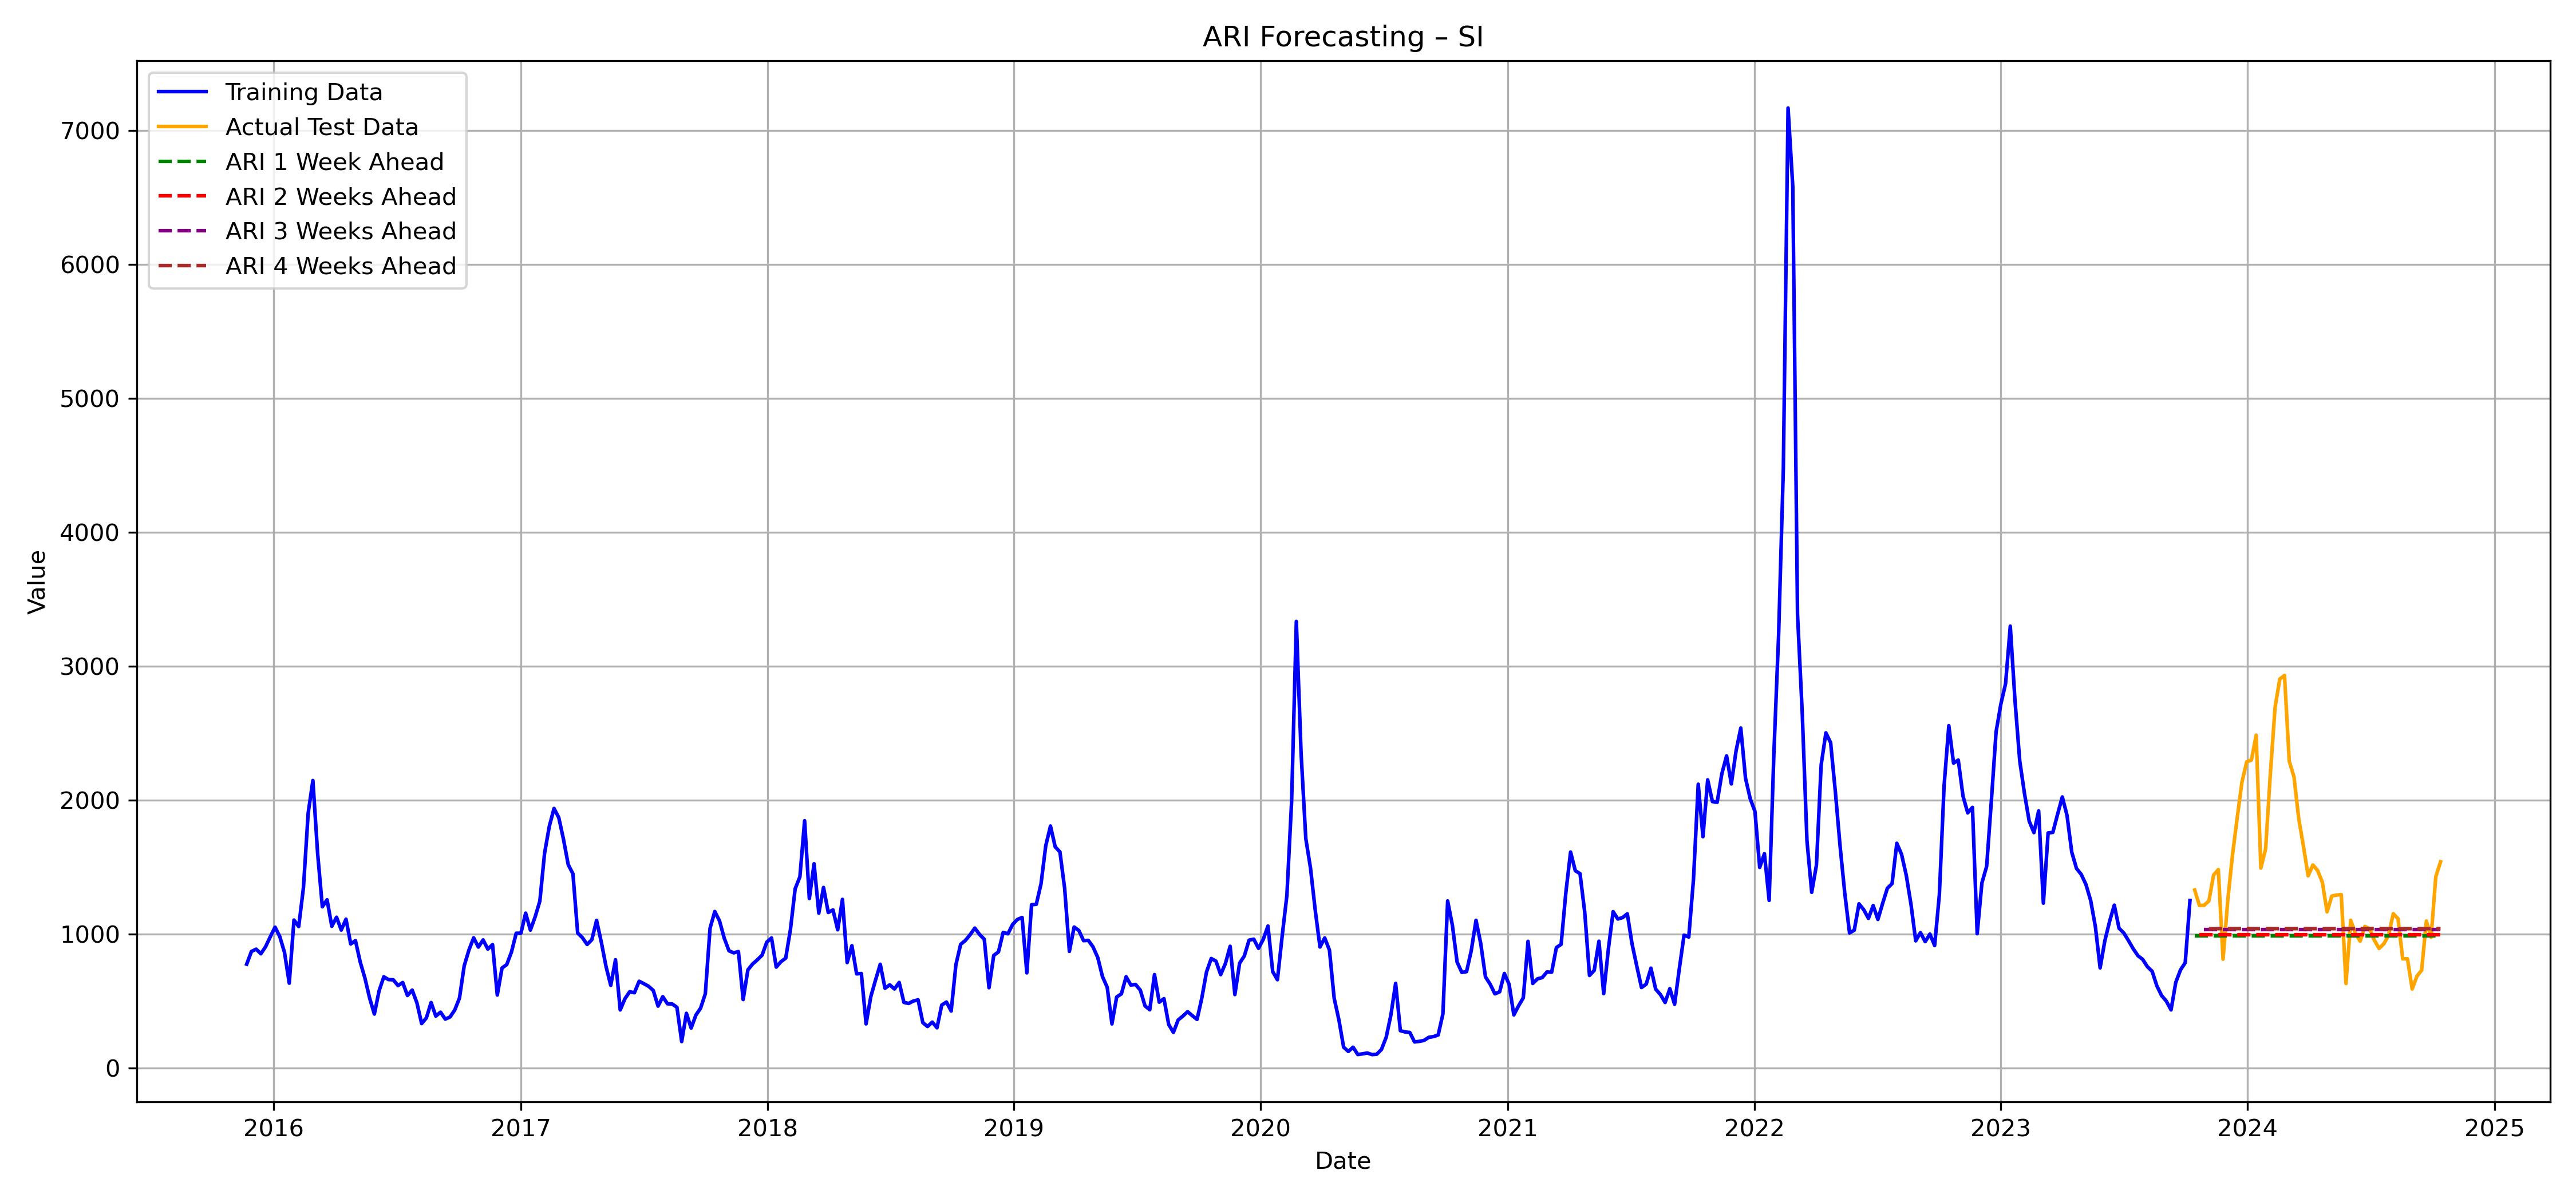 ARI Forecasting – SI
Training Data
Actual Test Data
ARI 1 Week Ahead
ARI 2 Weeks Ahead
ARI 3 Weeks Ahead
ARI 4 Weeks Ahead
7000
6000
5000
4000
3000
2000
1000
0
Value
2016 2017 2018 2019 2020 2021 2022 2023 2024 2025
Date